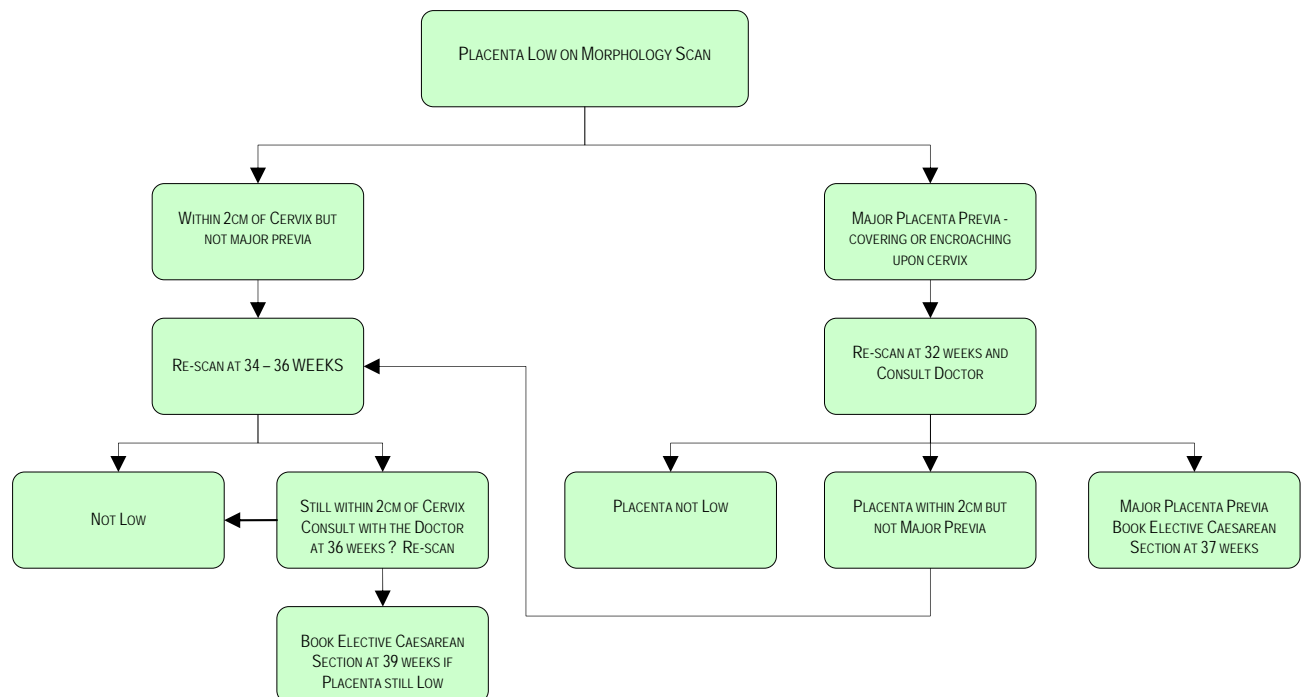 PLACENTA LOW ON MORPHOLOGY SCAN
WITHIN 2CM OF CERVIX BUT
NOT MAJOR PREVIA
MAJOR PLACENTA PREVIA -
COVERING OR ENCROACHING
UPON CERVIX
RE-SCAN AT 34 – 36 WEEKS
RE-SCAN AT 32 WEEKS AND
CONSULT DOCTOR
NOT LOW
STILL WITHIN 2CM OF CERVIX
CONSULT WITH THE DOCTOR
AT 36 WEEKS ? RE-SCAN
PLACENTA NOT LOW
PLACENTA WITHIN 2CM BUT
NOT MAJOR PREVIA
MAJOR PLACENTA PREVIA
BOOK ELECTIVE CAESAREAN
SECTION AT 37 WEEKS
BOOK ELECTIVE CAESAREAN
SECTION AT 39 WEEKS IF
PLACENTA STILL LOW